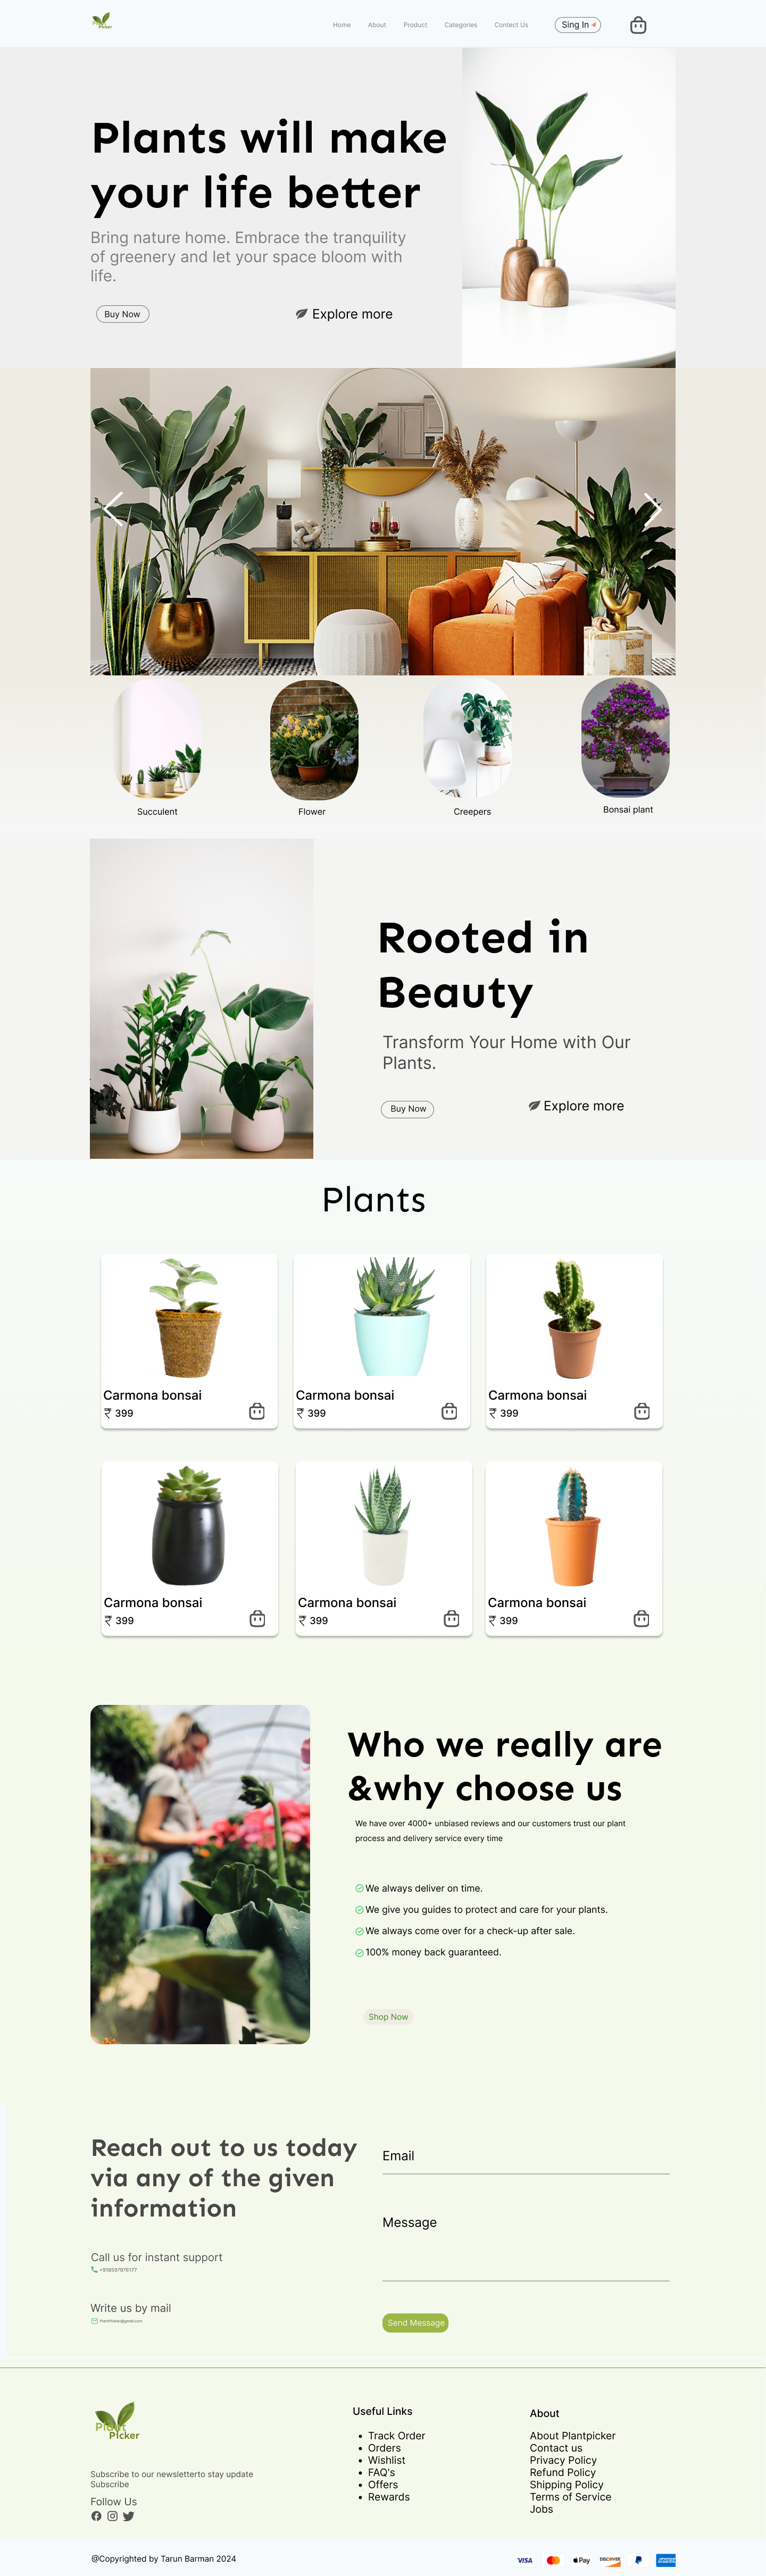 Plant
Picker
Home About Product Categories Contect Us Sing In
Plants will make
your life better
Bring nature home. Embrace the tranquility
of greenery and let your space bloom with
life.
Buy Now Explore more
Succulent Flower Creepers Bonsai plant
Rooted in
Beauty
Transform Your Home with Our
Plants.
Buy Now Explore more
Plants
Carmona bonsai Carmona bonsai Carmona bonsai
₹ 399 ₹ 399 ₹ 399
Carmona bonsai Carmona bonsai Carmona bonsai
₹ 399 ₹ 399 ₹ 399
Who we really are
&why choose us
We have over 4000+ unbiased reviews and our customers trust our plant
process and delivery service every time
We always deliver on time.
We give you guides to protect and care for your plants.
We always come over for a check-up after sale.
100% money back guaranteed.
Shop Now
Reach out to us today
via any of the given
information
Call us for instant support
+918597976177
Write us by mail
PlantPicker@gmail.com
Email
Message
Send Message
Plant
Picker
Subscribe to our newsletterto stay update
Subscribe
Follow Us
Useful Links
Track Order
Orders
Wishlist
FAQ's
Offers
Rewards
About
About Plantpicker
Contact us
Privacy Policy
Refund Policy
Shipping Policy
Terms of Service
Jobs
@Copyrighted by Tarun Barman 2024
VISA Pay DISCOVER AMEX